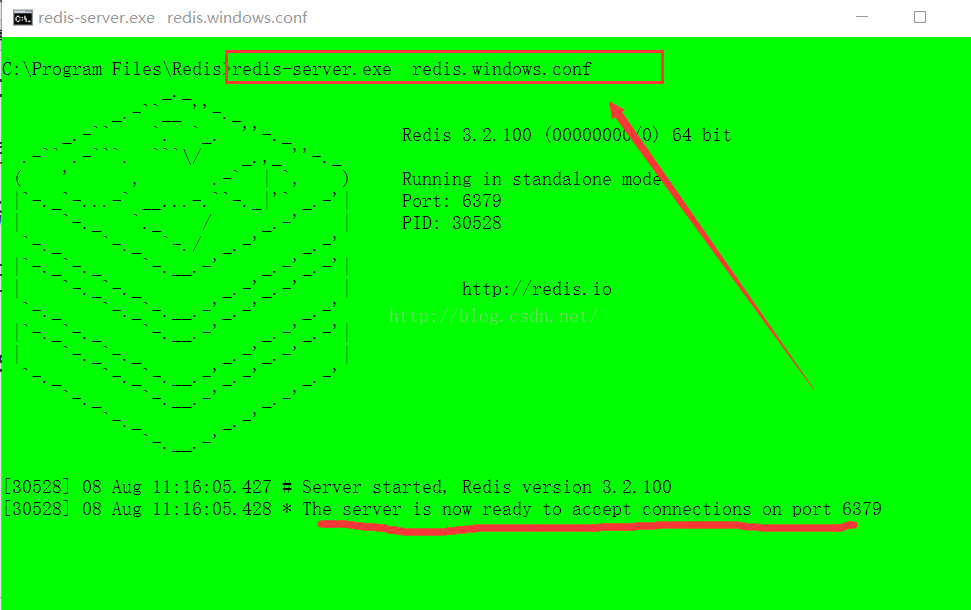 redis-server.exe redis.windows.conf
C:\Program Files\Redis>redis-server.exe redis.windows.conf
Redis 3.2.100 (00000000/0) 64 bit
Running in standalone mode
Port: 6379
PID: 30528
http://redis.io
http://blog.csdn.net/
[30528] 08 Aug 11:16:05.427 # Server started, Redis version 3.2.100
[30528] 08 Aug 11:16:05.428 * The server is now ready to accept connections on port 6379